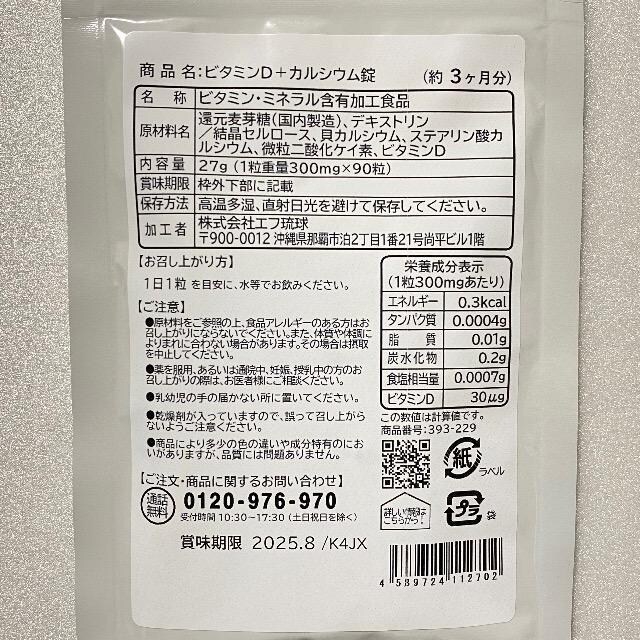 商品名:ビタミンD+カルシウム錠 (約3ヶ月分)
名称 ビタミン・ミネラル含有加工食品
原材料名 還元麦芽糖(国内製造)、デキストリン
／結晶セルロース、貝カルシウム、ステアリン酸カ
ルシウム、微粒二酸化ケイ素、ビタミンD
内容量 27g(1粒重量300mg×90粒)
賞味期限 枠外下部に記載
保存方法 高温多湿、直射日光を避けて保存してください。
加工者 株式会社エフ琉球
〒900-0012 沖縄県那覇市泊2丁目1番21号尚平ビル1階
【お召し上がり方】
1日1粒を目安に、水等でお飲みください。
【ご注意】
●原材料をご参照の上、食品アレルギーのある方はお
召し上がりにならないでください。また、体質や体調に
よりまれに合わない場合があります。その場合は摂取
を中止してください。
●薬を服用、あるいは通院中、妊娠、授乳中の方のお
召し上がりの際は、お医者様にご相談ください。
●乳幼児の手の届かない所に置いてください。
●乾燥剤が入っていますので、誤って召し上がら
ないようご注意ください。
●商品により多少の色の違いや成分特有のにお
いがありますが、品質には問題ありません。
栄養成分表示
(1粒300mgあたり)
エネルギー 0.3kcal
タンパク質 0.0004g
脂質 0.01g
炭水化物 0.2g
食塩相当量 0.0007g
ビタミンD 30μg
この数値は計算値です。
商品番号:393-229
紙 ラベル
詳しい情報は
こちらから!
プラ 袋
【ご注文・商品に関するお問い合わせ】
通話
無料 0120-976-970
受付時間 10:30~17:30(土日祝日を除く)
賞味期限 2025.8 /K4JX
4 589724 112702